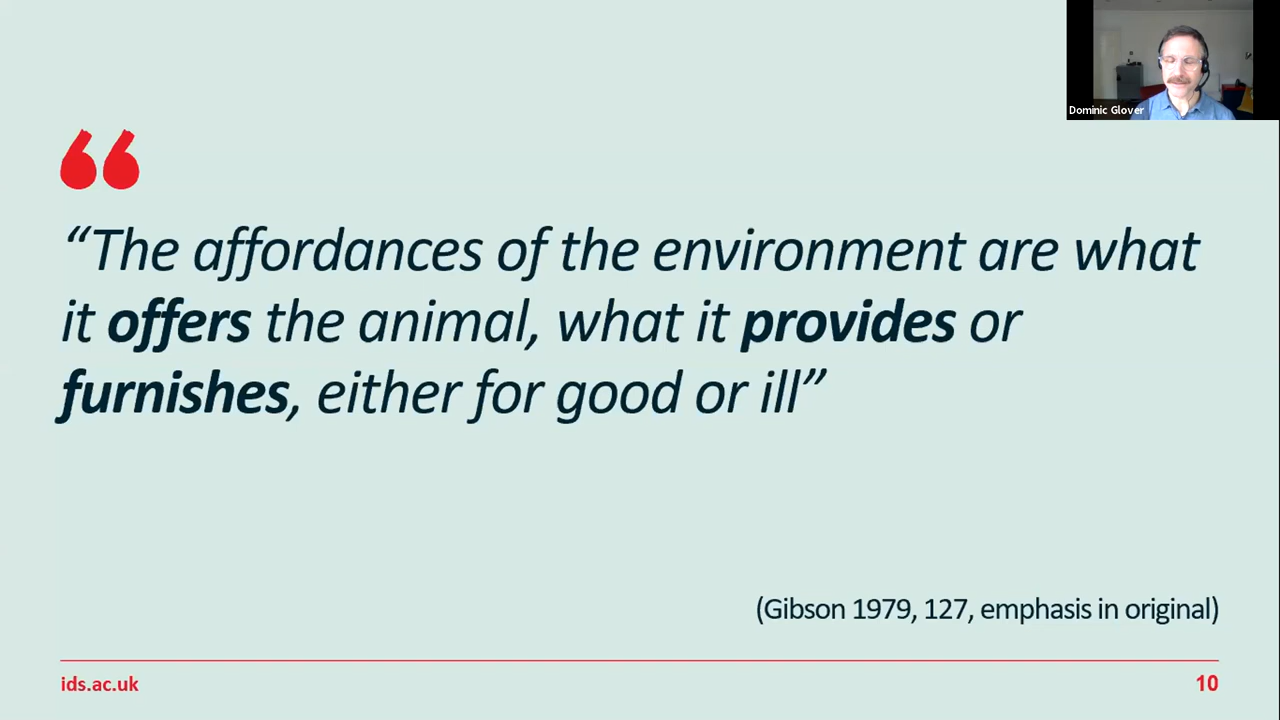 Dominic Glover
“The affordances of the environment are what
it offers the animal, what it provides or
furnishes, either for good or ill”
(Gibson 1979, 127, emphasis in original)
ids.ac.uk
10